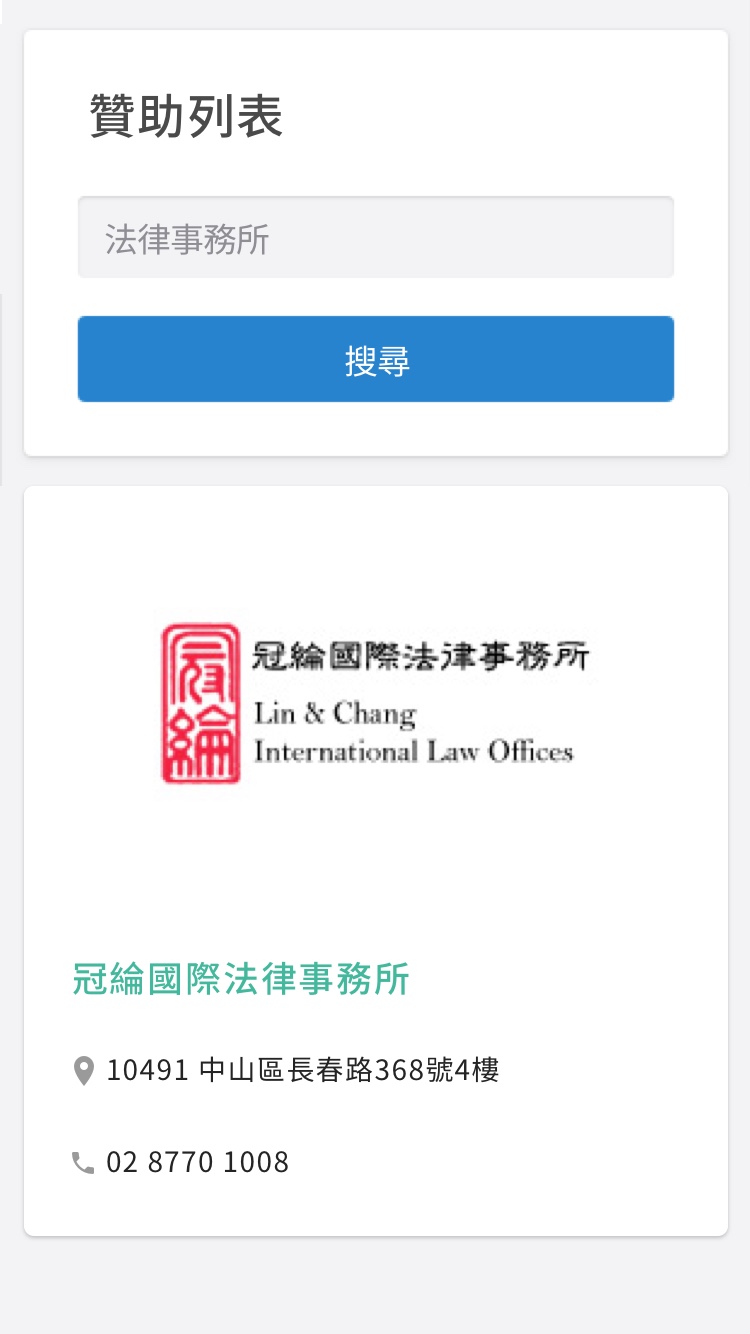 贊助列表
法律事務所
搜尋
冠綸
冠綸國際法律事務所
Lin & Chang
International Law Offices
冠綸國際法律事務所
10491 中山區長春路368號4樓
02 8770 1008